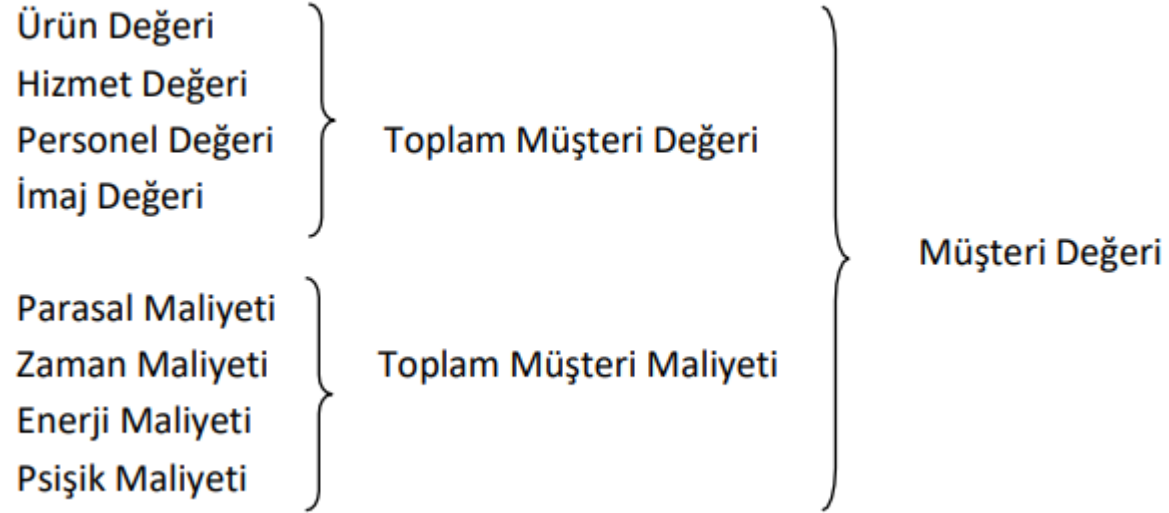 Ürün Değeri
Hizmet Değeri
Personel Değeri
İmaj Değeri
Toplam Müşteri Değeri
Parasal Maliyeti
Zaman Maliyeti
Enerji Maliyeti
Psişik Maliyeti
Toplam Müşteri Maliyeti
Müşteri Değeri